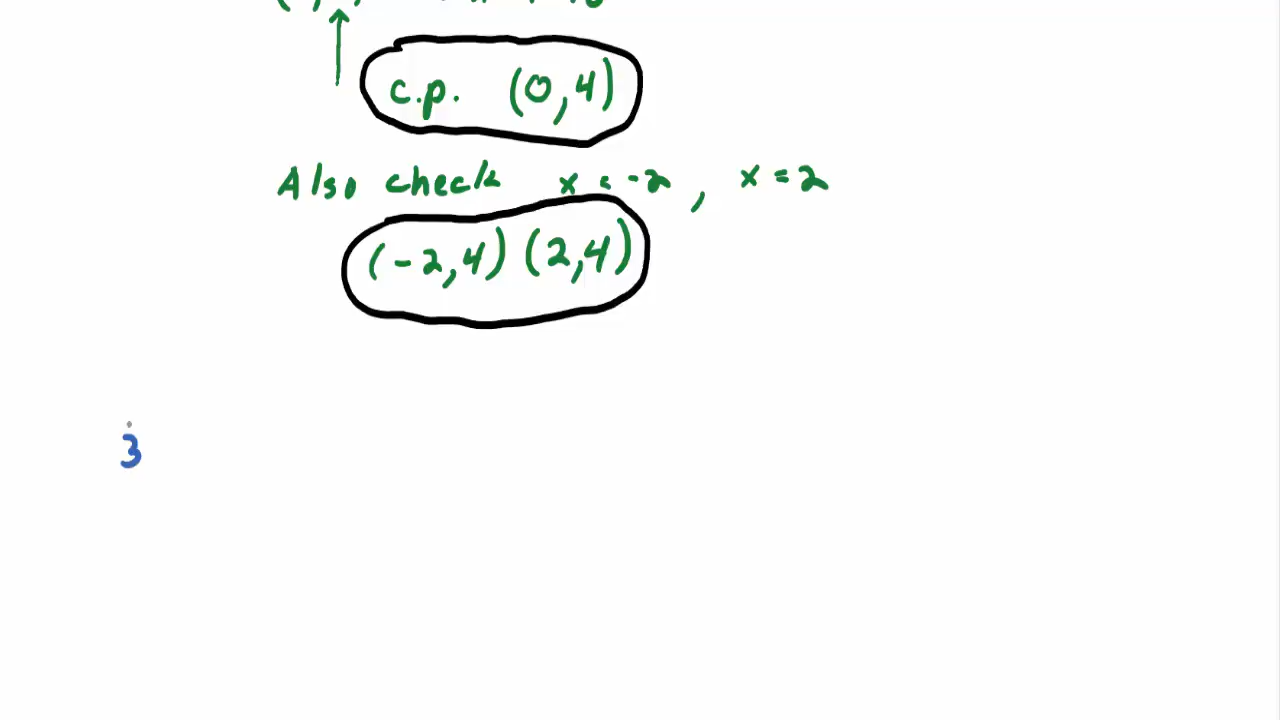 c.p. (0,4)
Also check x = -2 , x = 2
(-2,4) (2,4)
3